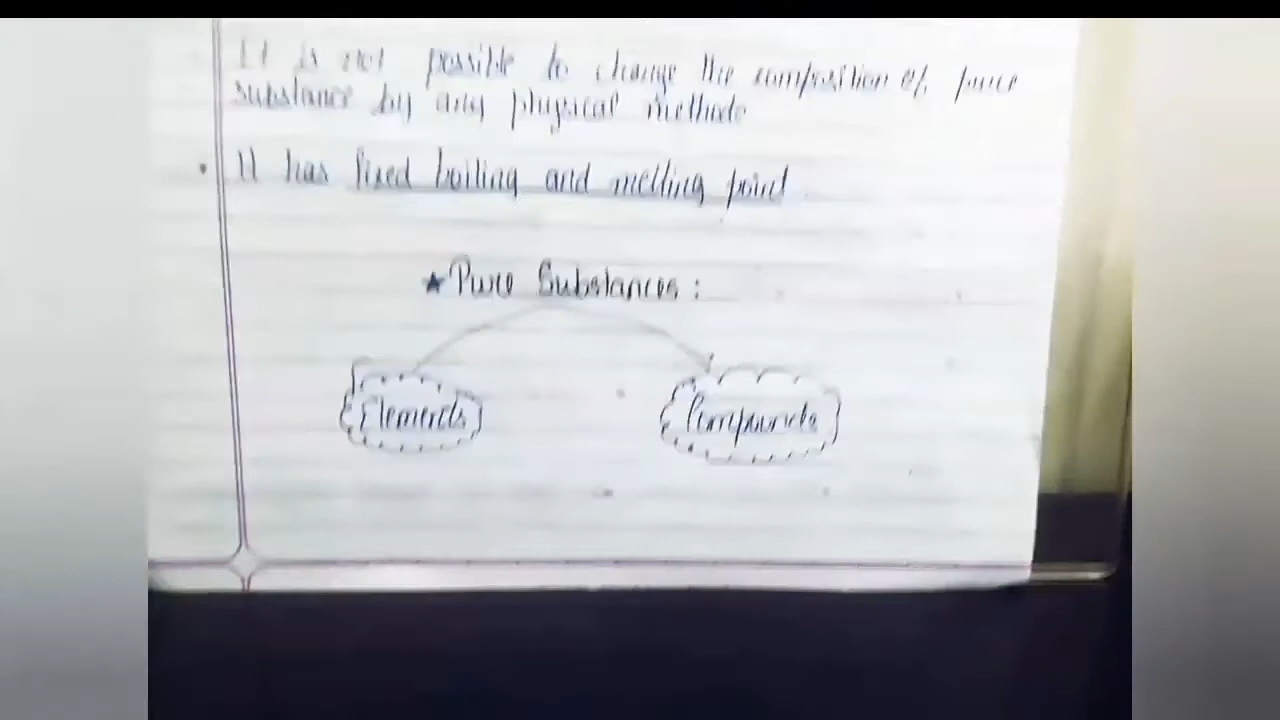 It is not possible to change the composition of pure
substance by any physical methode
• It has fixed boiling and melting point
★ Pure Substances :
Elements Compounds